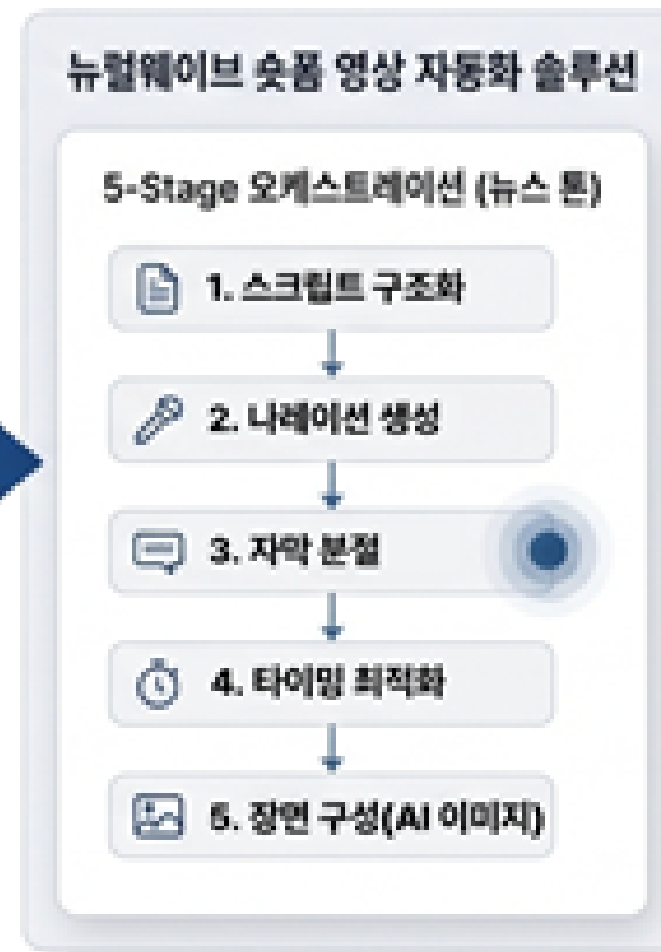 뉴럴웨이브 숏폼 영상 자동화 솔루션
5-Stage 오케스트레이션 (뉴스 톤)
1. 스크립트 구조화
2. 나레이션 생성
3. 자막 분절
4. 타이밍 최적화
5. 장면 구성(AI 이미지)